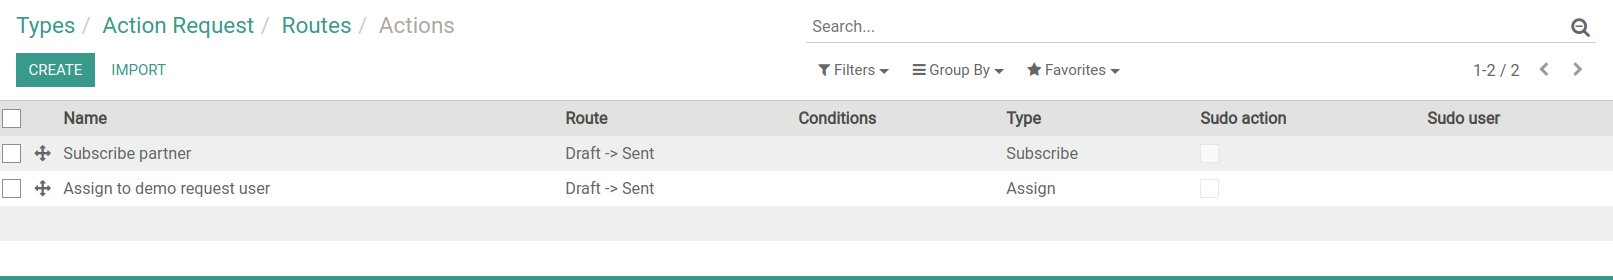 Types / Action Request / Routes / Actions
Search...
CREATE IMPORT
Filters Group By Favorites 1-2 / 2
Name Route Conditions Type Sudo action Sudo user
Subscribe partner Draft -> Sent Subscribe
Assign to demo request user Draft -> Sent Assign